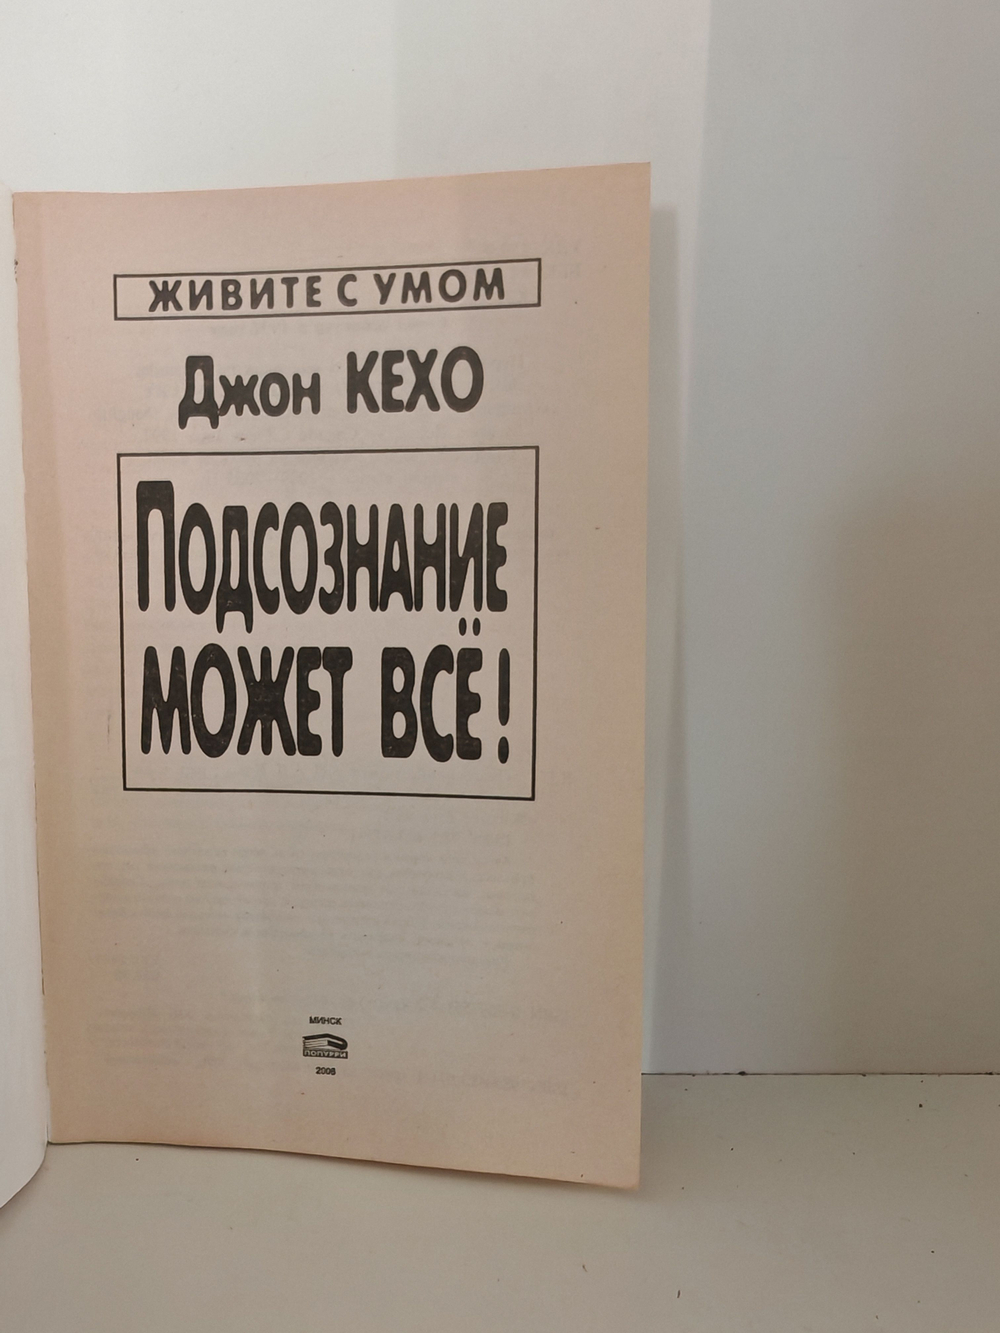 ЖИВИТЕ С УМОМ
Джон КЕХО
ПОДСОЗНАНИЕ
МОЖЕТ ВСЁ!
МИНСК
ПОПУРРИ
2006